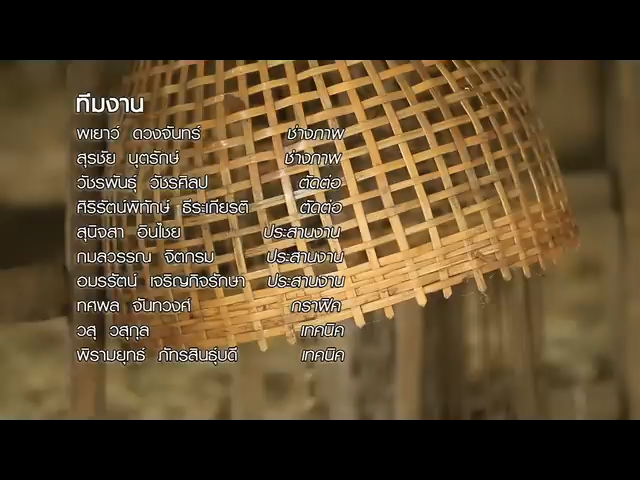 ทีมงาน
พเยาว์ ดวงจันทร์ ช่างภาพ
สุรชัย บุตรักษ์ ช่างภาพ
วัชรพันธุ์ วัชรศิลป ตัดต่อ
ศิริรัตน์พิทักษ์ ธีระเกียรติ ตัดต่อ
สุนิจสา อินไชย ประสานงาน
กมลวรรณ จิตกรม ประสานงาน
อมรรัตน์ เจริญกิจรักษา ประสานงาน
ทศพล จันทวงศ์ กราฟิค
วสุ วสุกุล เทคนิค
พิรามยุทธ์ ภัทรสินธุ์บดี เทคนิค